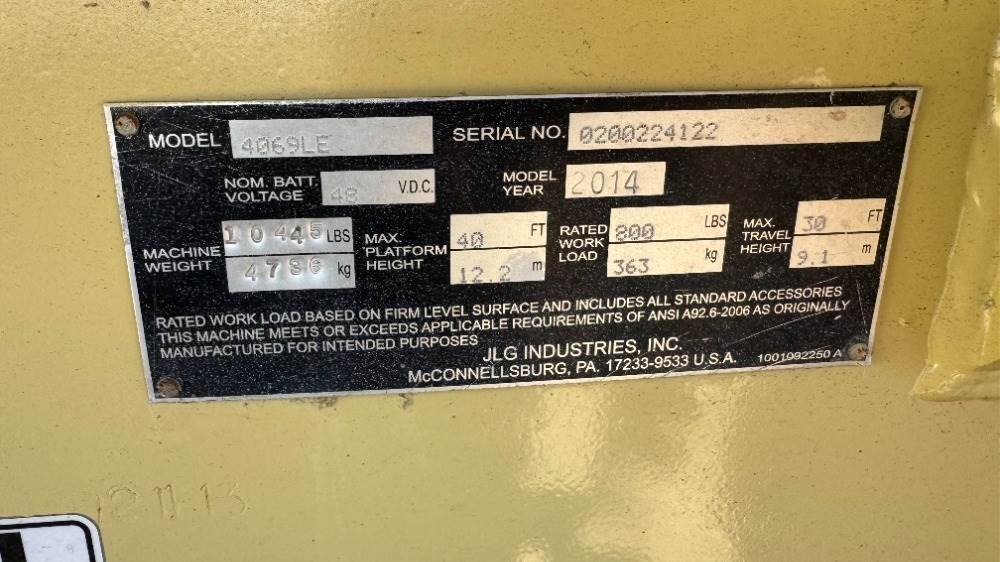 MODEL 4069LE SERIAL NO. 0200224122
NOM. BATT. VOLTAGE 48 V.D.C. MODEL YEAR 2014
MACHINE WEIGHT 10445 LBS kg
MAX. PLATFORM HEIGHT 40 FT 12.2 m
RATED WORK LOAD 800 LBS 363 kg
MAX. TRAVEL HEIGHT 30 FT 9.1 m
RATED WORK LOAD BASED ON FIRM LEVEL SURFACE AND INCLUDES ALL STANDARD ACCESSORIES
THIS MACHINE MEETS OR EXCEEDS APPLICABLE REQUIREMENTS OF ANSI A92.6-2006 AS ORIGINALLY
MANUFACTURED FOR INTENDED PURPOSES
JLG INDUSTRIES, INC.
McCONNELLSBURG, PA. 17233-9533 U.S.A. 1001092250 A
12.11.13